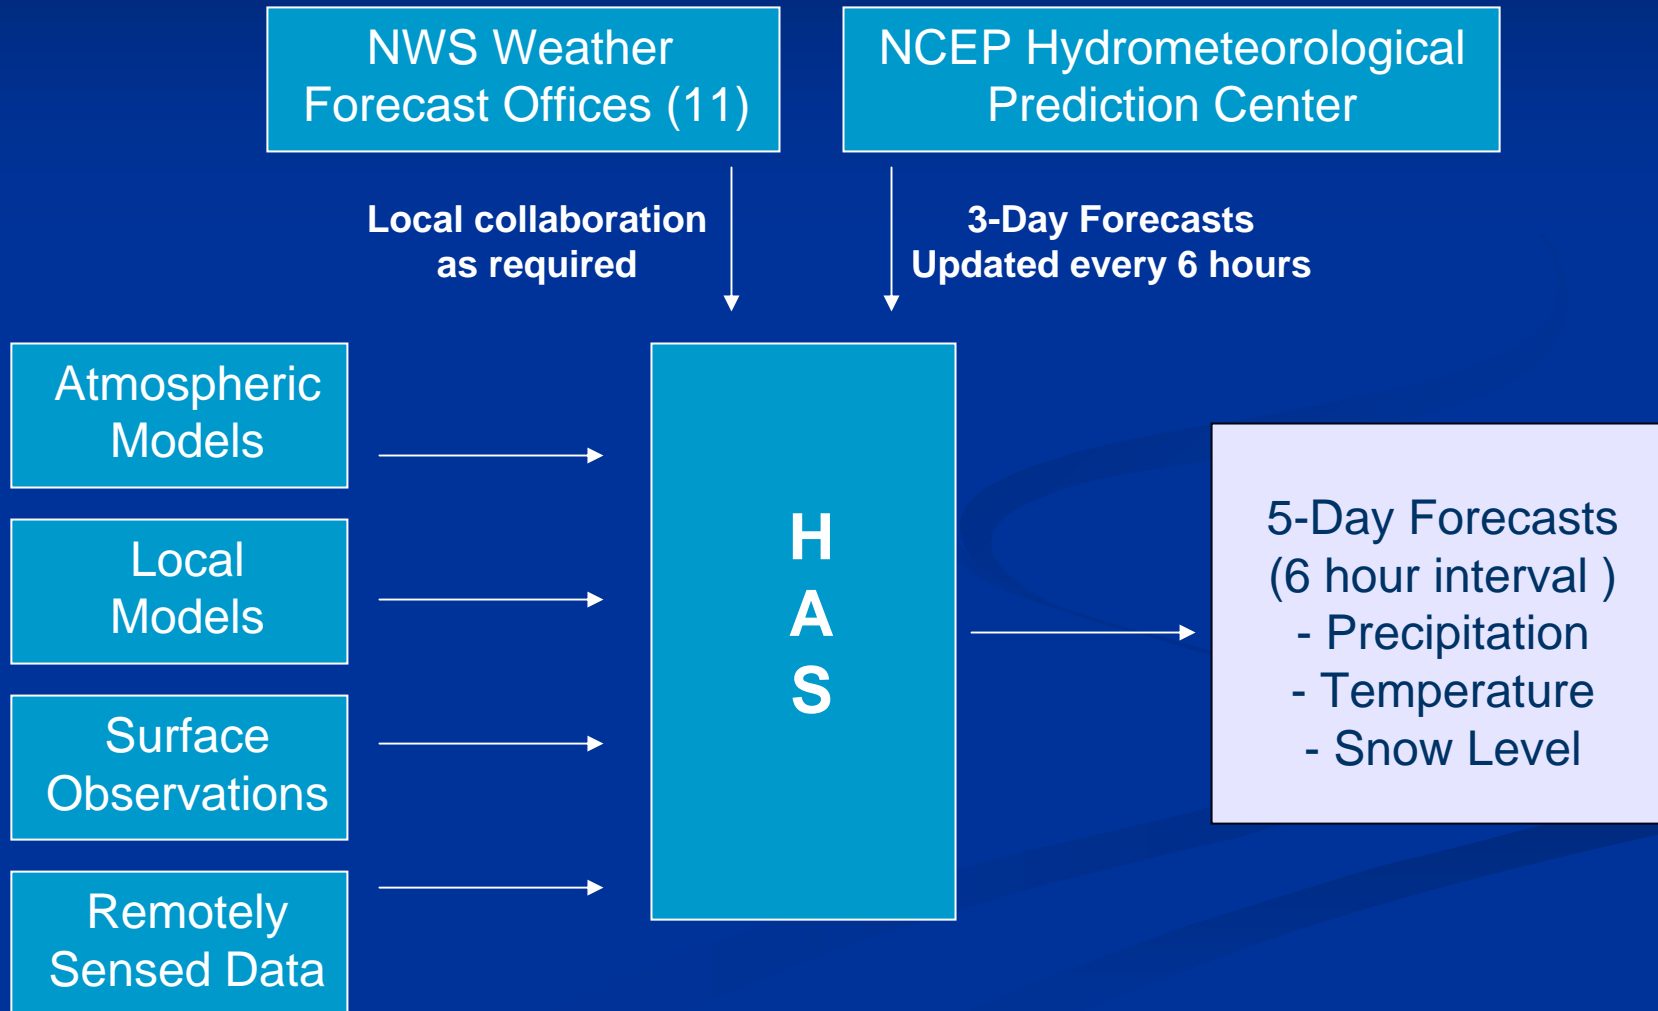 NWS Weather
Forecast Offices (11)
NCEP Hydrometeorological
Prediction Center
Local collaboration
as required
3-Day Forecasts
Updated every 6 hours
Atmospheric
Models
Local
Models
Surface
Observations
Remotely
Sensed Data
H
A
S
5-Day Forecasts
(6 hour interval )
- Precipitation
- Temperature
- Snow Level